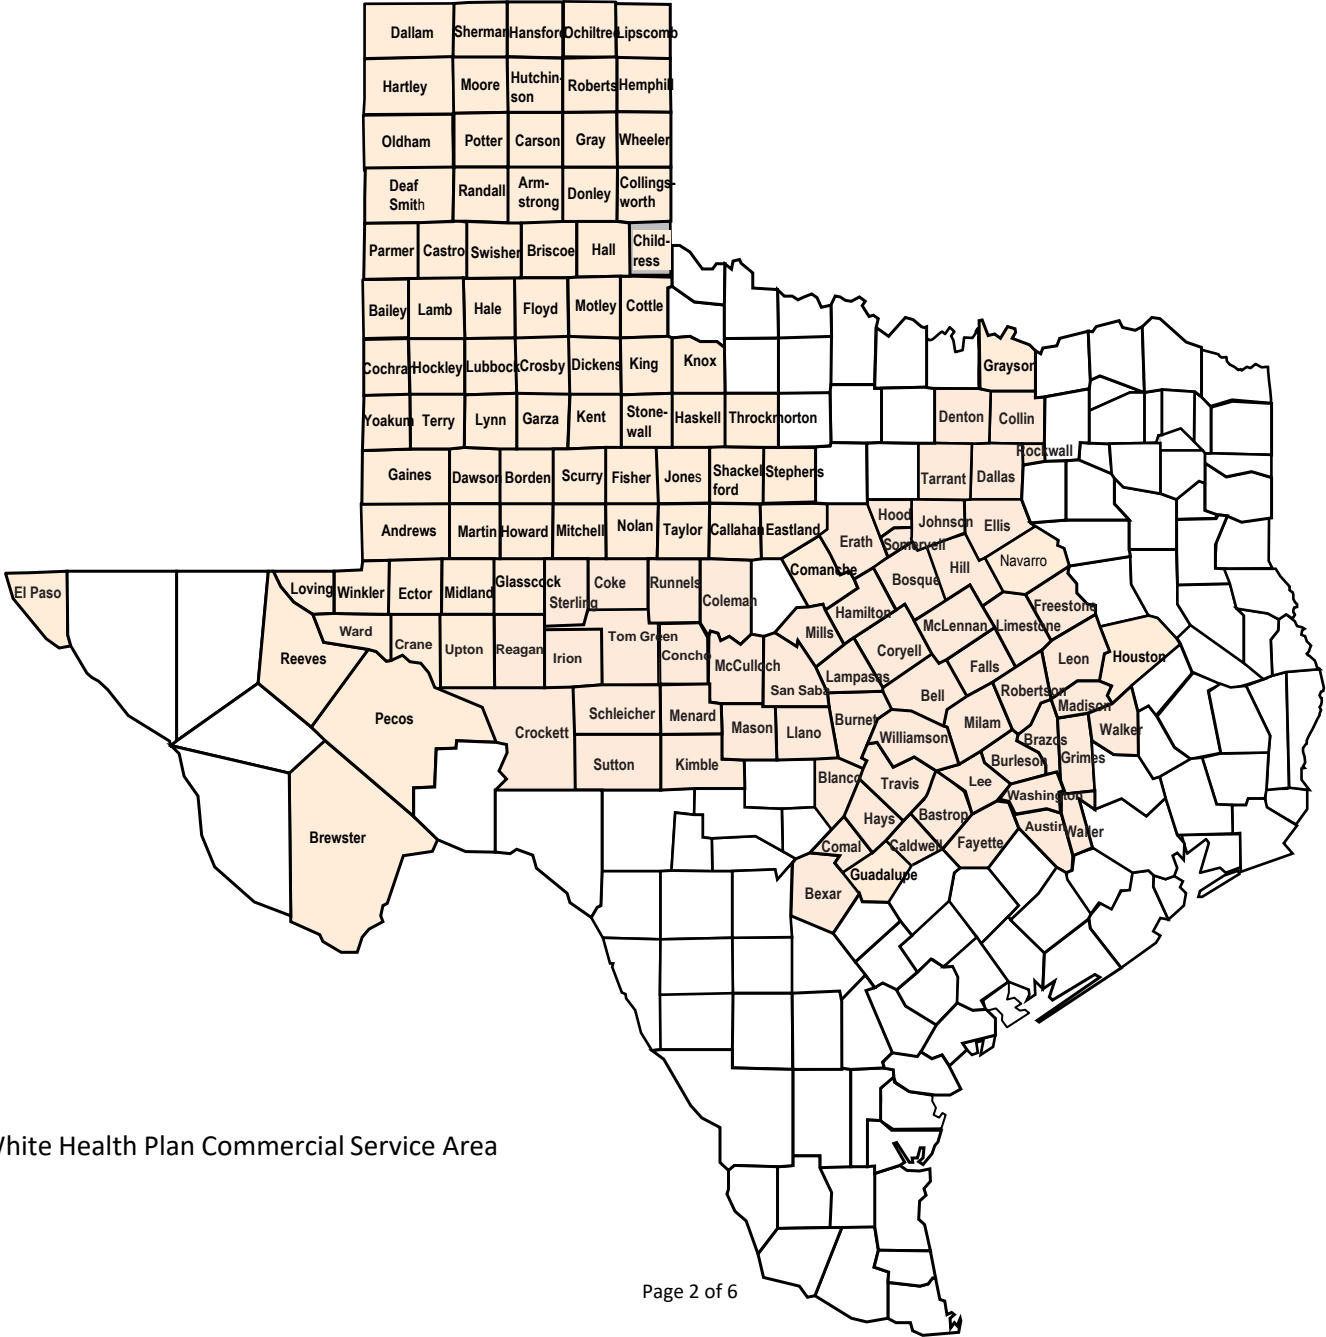 Dallam Sherman Hansford Ochiltree Lipscomb
Hartley Moore Hutchin- Roberts Hemphill
son
Oldham Potter Carson Gray Wheeler
Deaf Randall Arm- Donley Collings-
Smith strong worth
Parmer Castro Swisher Briscoe Hall Child-
ress
Bailey Lamb Hale Floyd Motley Cottle
Cochra Hockley Lubbock Crosby Dickens King Knox
Grayson
Yoakum Terry Lynn Garza Kent Stone- Haskell Throckmorton Denton Collin
wall
Rockwall
Gaines Dawson Borden Scurry Fisher Jones Shackel Stephens Tarrant Dallas
ford
Andrews Martin Howard Mitchell Nolan Taylor Callahan Eastland Hood Johnson Ellis
Erath Somervell
El Paso Loving Winkler Ector Midland Glasscock Coke Runnels Comanche Bosque Hill Navarro
Sterling Coleman Hamilton Freestone
Ward Crane Upton Reagan Irion Tom Green Concho Mills McLennan Limestone
Reeves McCulloch Coryell Falls Leon Houston
San Saba Lampasas Bell Robertson Madison
Pecos Crockett Schleicher Menard Mason Llano Burnet Williamson Milam Brazos Walker
Sutton Kimble Blanco Travis Lee Burleson Grimes
Brewster Hays Bastrop Washington
Comal Caldwell Fayette Austin Waller
Bexar Guadalupe
White Health Plan Commercial Service Area
Page 2 of 6